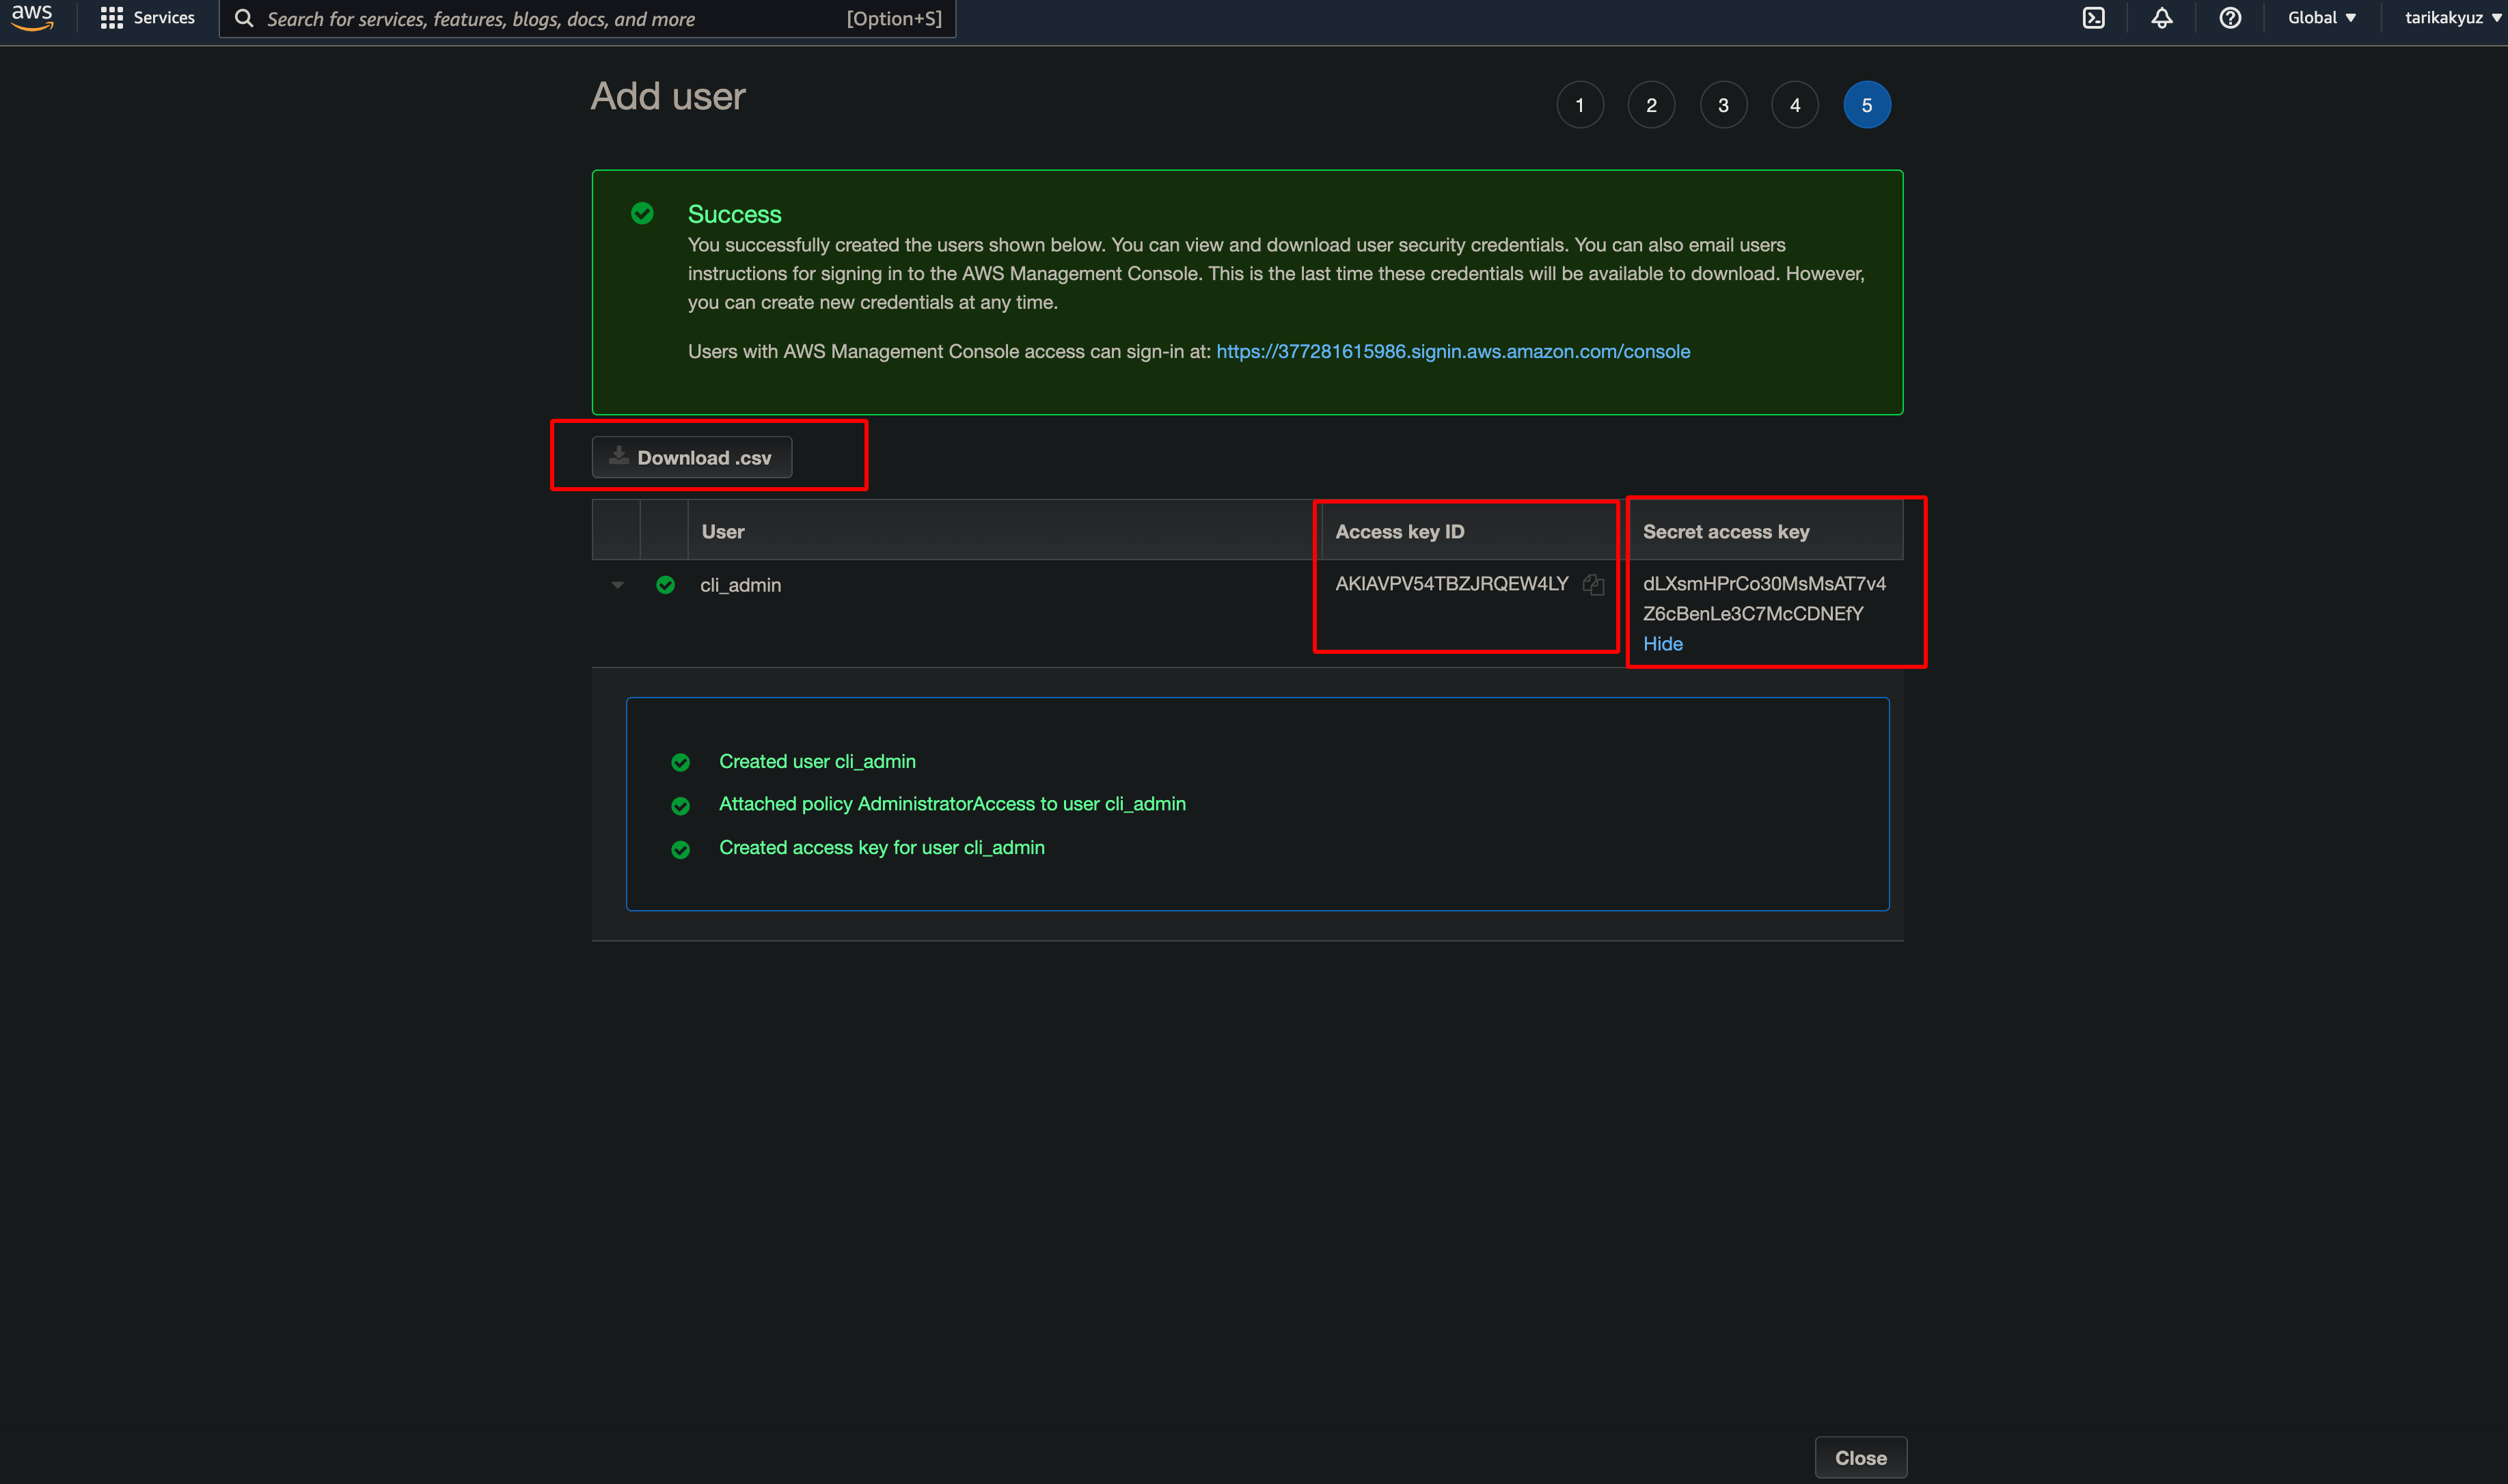 aws
Services
Search for services, features, blogs, docs, and more
[Option+S]
Global
tarikakyuz
Add user
1 2 3 4 5
Success
You successfully created the users shown below. You can view and download user security credentials. You can also email users
instructions for signing in to the AWS Management Console. This is the last time these credentials will be available to download. However,
you can create new credentials at any time.
Users with AWS Management Console access can sign-in at: https://377281615986.signin.aws.amazon.com/console
Download .csv
User Access key ID Secret access key
cli_admin AKIAVPV54TBZJRQEW4LY dLXsmHPrCo30MsMsAT7v4
Z6cBenLe3C7McCDNEfY
Hide
Created user cli_admin
Attached policy AdministratorAccess to user cli_admin
Created access key for user cli_admin
Close